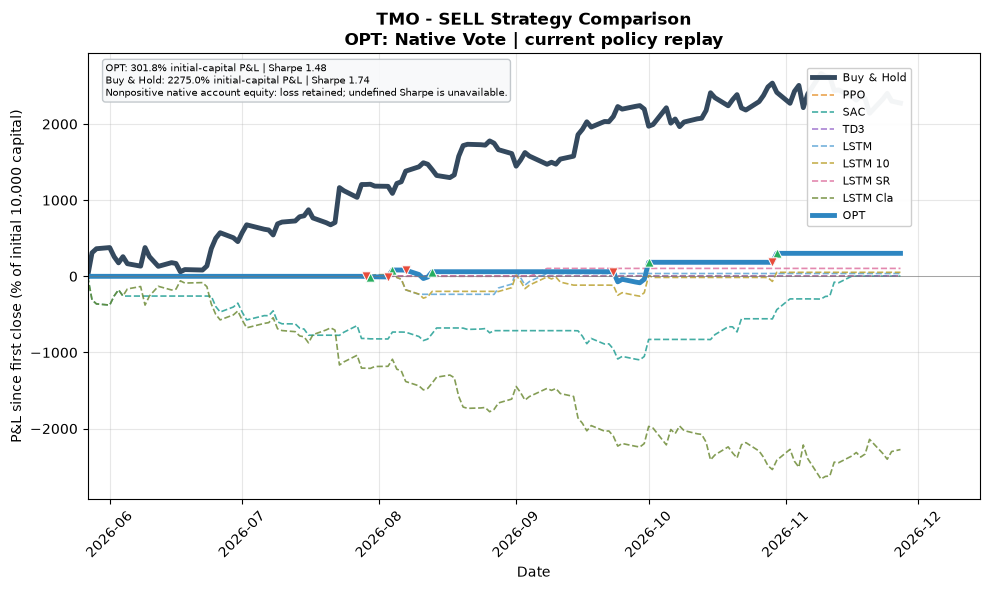 TMO - SELL Strategy Comparison
OPT: Native Vote | current policy replay
OPT: 301.8% initial-capital P&L | Sharpe 1.48
Buy & Hold: 2275.0% initial-capital P&L | Sharpe 1.74
Nonpositive native account equity: loss retained; undefined Sharpe is unavailable.
Buy & Hold
PPO
SAC
TD3
LSTM
LSTM 10
LSTM SR
LSTM Cla
OPT
P&L since first close (% of initial 10,000 capital)
2000
1000
0
−1000
−2000
2026-06
2026-07
2026-08
2026-09
2026-10
2026-11
2026-12
Date